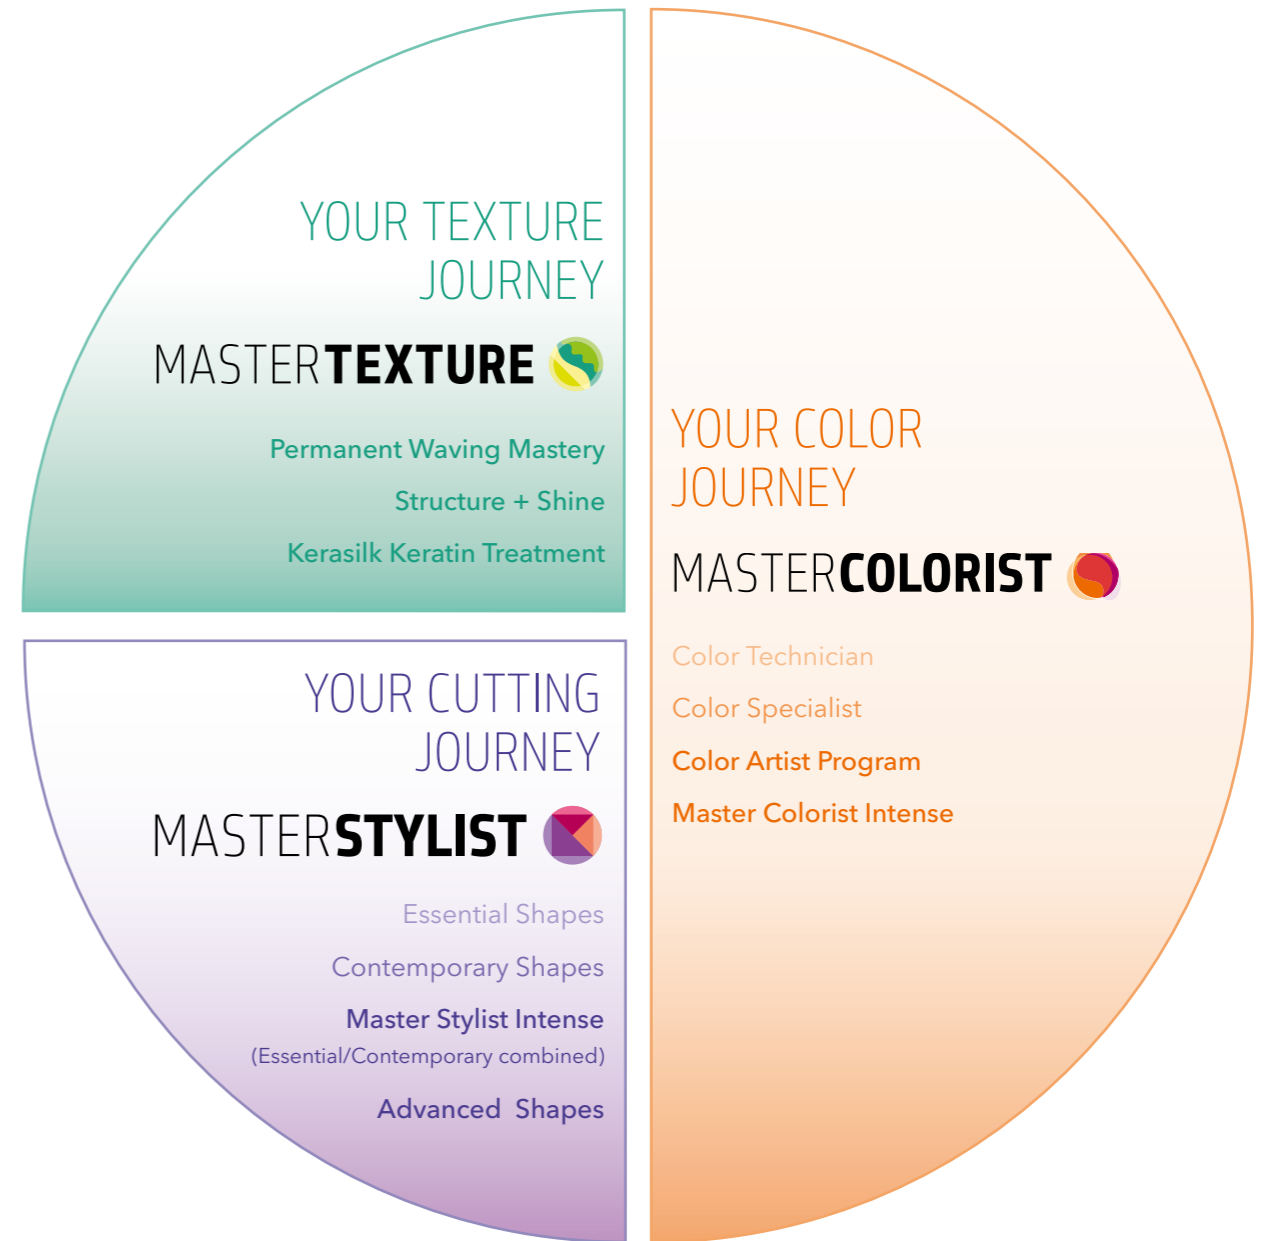 YOUR TEXTURE
JOURNEY
MASTERTEXTURE
Permanent Waving Mastery
Structure + Shine
Kerasilk Keratin Treatment
YOUR CUTTING
JOURNEY
MASTERSTYLIST
Essential Shapes
Contemporary Shapes
Master Stylist Intense
(Essential/Contemporary combined)
Advanced Shapes
YOUR COLOR
JOURNEY
MASTERCOLORIST
Color Technician
Color Specialist
Color Artist Program
Master Colorist Intense